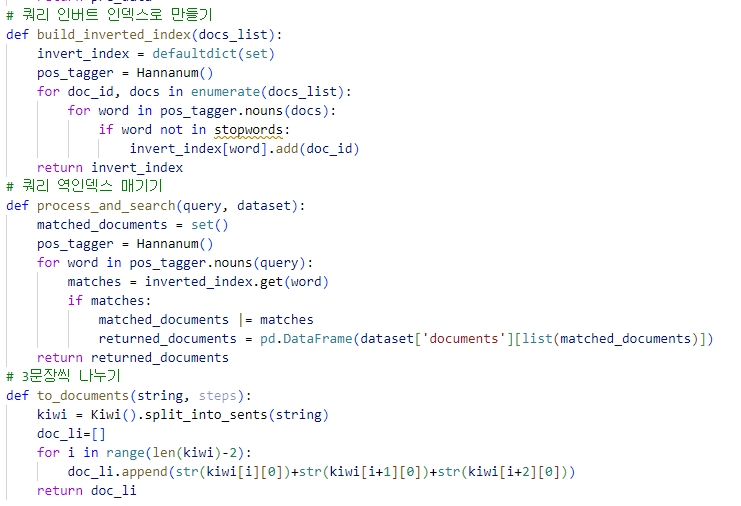 # 쿼리 인버트 인덱스로 만들기
def build_inverted_index(docs_list):
    invert_index = defaultdict(set)
    pos_tagger = Hannanum()
    for doc_id, docs in enumerate(docs_list):
        for word in pos_tagger.nouns(docs):
            if word not in stopwords:
                invert_index[word].add(doc_id)
    return invert_index
# 쿼리 역인덱스 매기기
def process_and_search(query, dataset):
    matched_documents = set()
    pos_tagger = Hannanum()
    for word in pos_tagger.nouns(query):
        matches = inverted_index.get(word)
        if matches:
            matched_documents |= matches
            returned_documents = pd.DataFrame(dataset['documents'][list(matched_documents)])
    return returned_documents
# 3문장씩 나누기
def to_documents(string, steps):
    kiwi = Kiwi().split_into_sents(string)
    doc_li=[]
    for i in range(len(kiwi)-2):
        doc_li.append(str(kiwi[i][0])+str(kiwi[i+1][0])+str(kiwi[i+2][0]))
    return doc_li